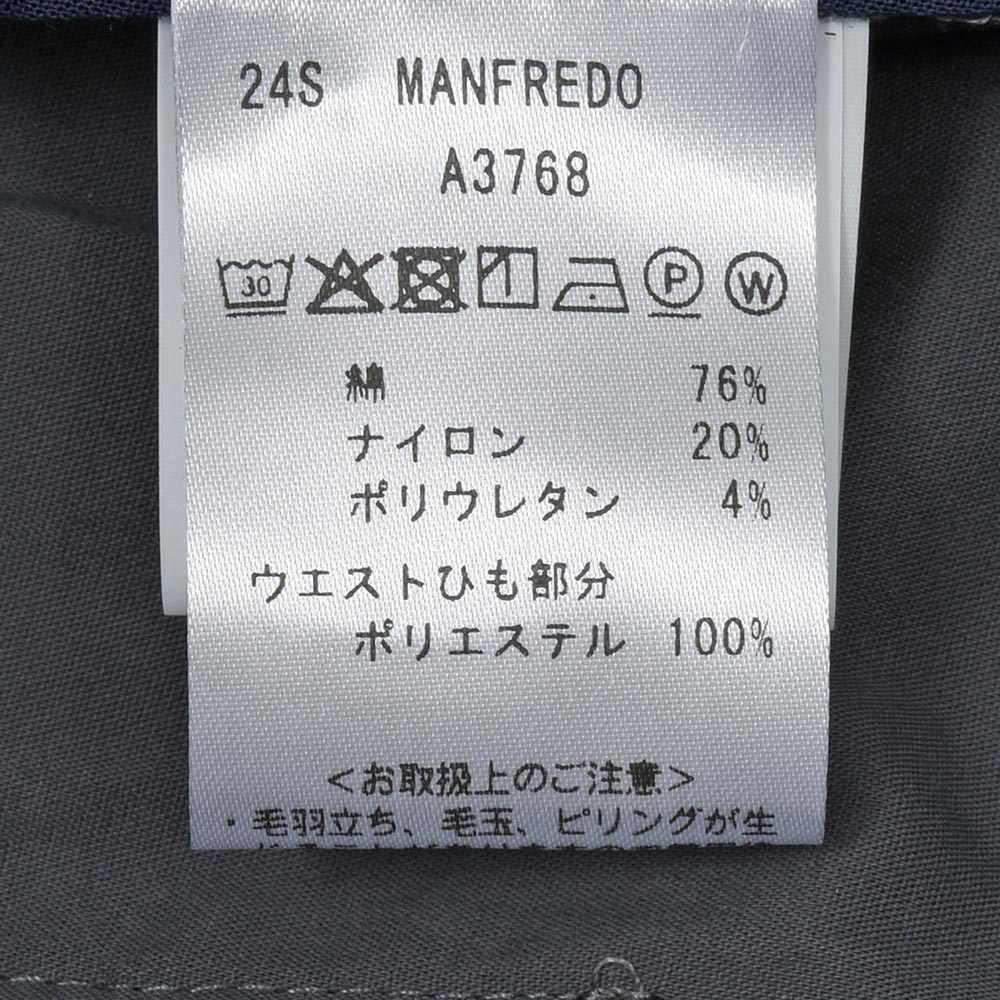 24S MANFREDO
A3768
30 P W
綿 76%
ナイロン 20%
ポリウレタン 4%
ウエストひも部分
ポリエステル 100%
＜お取扱上のご注意＞
・毛羽立ち、毛玉、ピリングが生